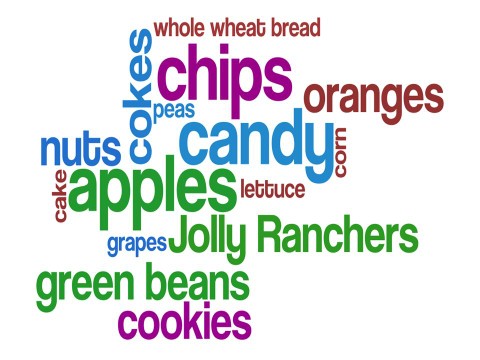 whole wheat bread
cokes
chips
oranges
peas
candy
corn
nuts
cake
apples
lettuce
grapes
Jolly Ranchers
green beans
cookies